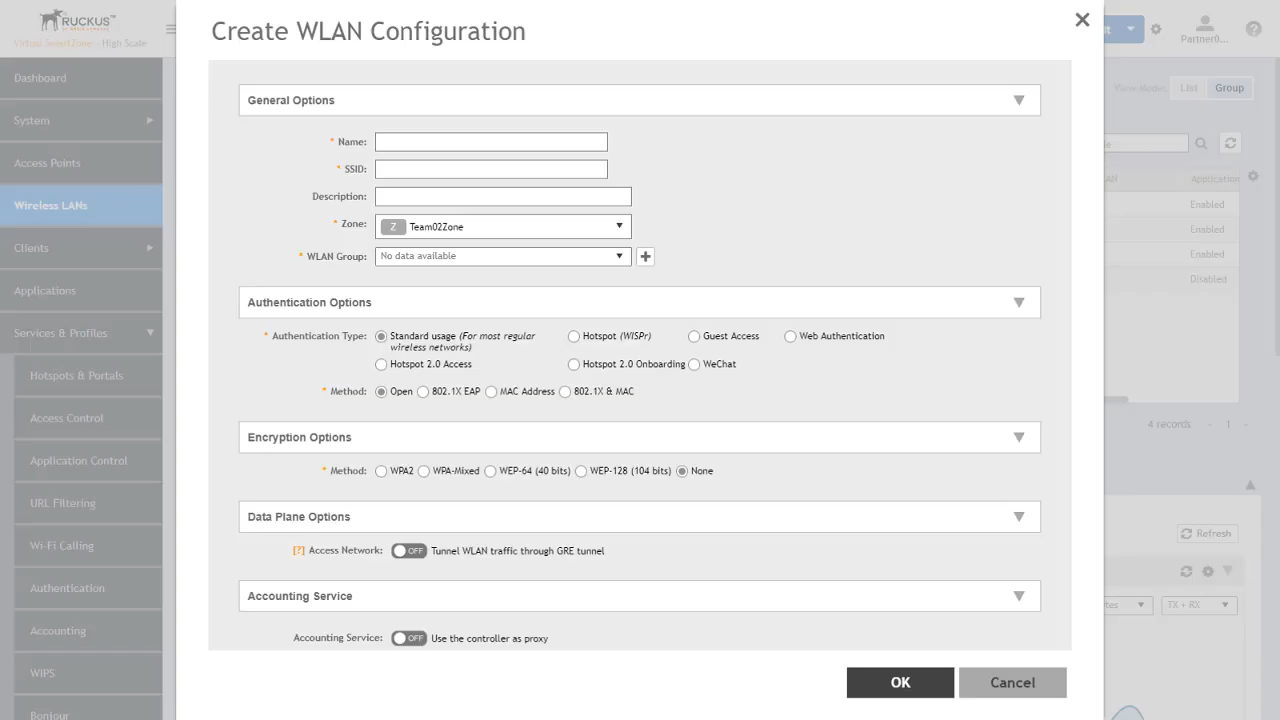 Create WLAN Configuration
RUCKUS
Virtual SmartZone - High Scale
Partner0...
Dashboard
System
Access Points
Wireless LANs
Clients
Applications
Services & Profiles
Hotspots & Portals
Access Control
Application Control
URL Filtering
Wi-Fi Calling
Authentication
Accounting
WIPS
Bonjour
General Options
* Name:
* SSID:
Description:
* Zone: Z Team02Zone
* WLAN Group: No data available
Authentication Options
* Authentication Type: Standard usage (For most regular wireless networks) Hotspot (WISPr) Guest Access Web Authentication
Hotspot 2.0 Access Hotspot 2.0 Onboarding WeChat
* Method: Open 802.1X EAP MAC Address 802.1X & MAC
Encryption Options
* Method: WPA2 WPA-Mixed WEP-64 (40 bits) WEP-128 (104 bits) None
Data Plane Options
[?] Access Network: OFF Tunnel WLAN traffic through GRE tunnel
Accounting Service
Accounting Service: OFF Use the controller as proxy
OK Cancel
View Mode: List Group
Application
Enabled
Enabled
Enabled
Disabled
4 records 1
Refresh
TX + RX